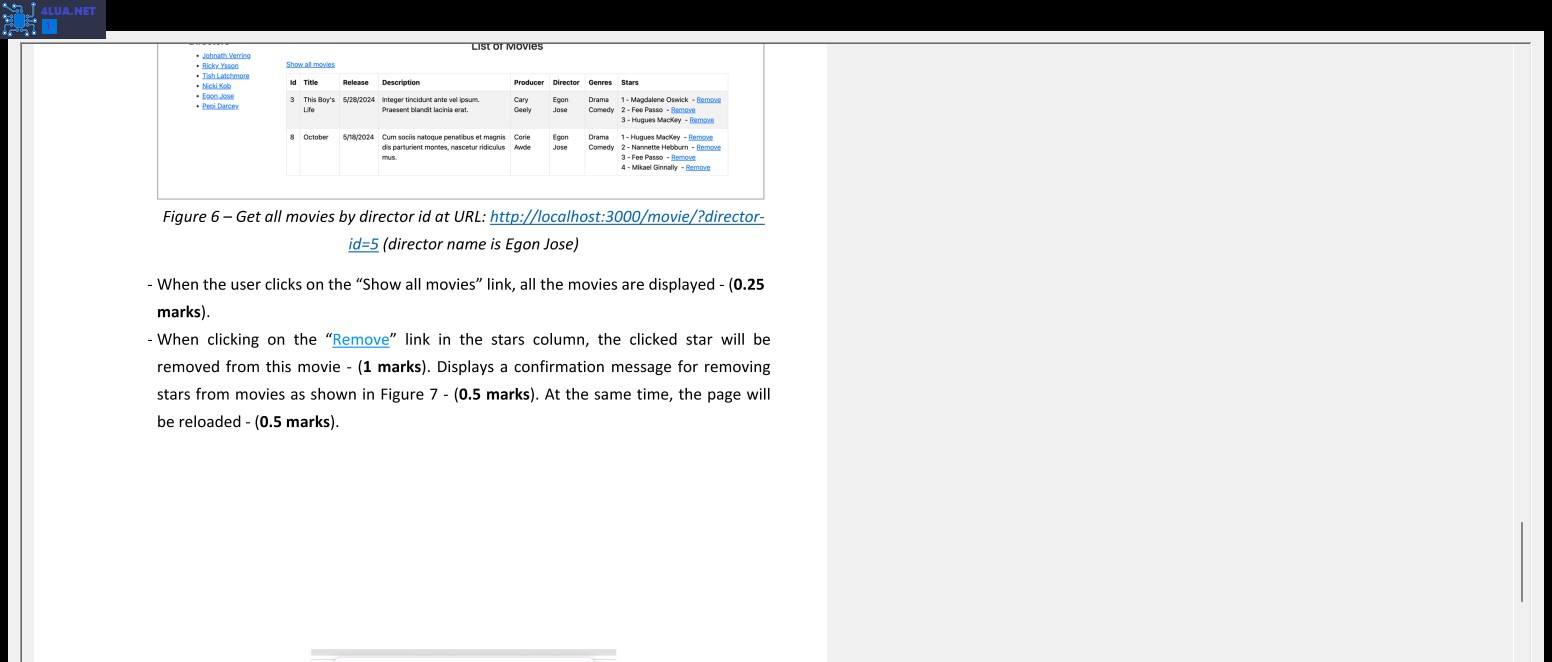 4LUA.NET
List of Movies
Johnath Verring
Ricky Ysson
Tish Latchmore
Nicki Kob
Egon Jose
Pepi Darcey
Show all movies
Id Title Release Description Producer Director Genres Stars
3 This Boy's 5/28/2024 Integer tincidunt ante vel ipsum. Cary Egon Drama 1 - Magdalene Oswick - Remove
Life Praesent blandit lacinia erat. Geely Jose Comedy 2 - Fee Passo - Remove
3 - Hugues MacKey - Remove
8 October 5/18/2024 Cum sociis natoque penatibus et magnis Corie Egon Drama 1 - Hugues MacKey - Remove
dis parturient montes, nascetur ridiculus Awde Jose Comedy 2 - Nannette Hebburn - Remove
mus. 3 - Fee Passo - Remove
4 - Mikael Ginnally - Remove
Figure 6 – Get all movies by director id at URL: http://localhost:3000/movie/?director-
id=5 (director name is Egon Jose)
- When the user clicks on the “Show all movies” link, all the movies are displayed - (0.25
marks).
- When clicking on the “Remove” link in the stars column, the clicked star will be
removed from this movie - (1 marks). Displays a confirmation message for removing
stars from movies as shown in Figure 7 - (0.5 marks). At the same time, the page will
be reloaded - (0.5 marks).